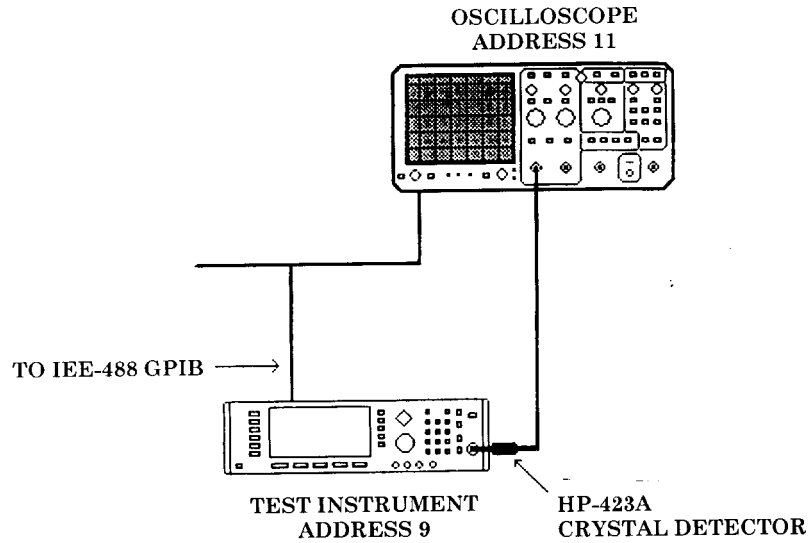 OSCILLOSCOPE
ADDRESS 11
TO IEE-488 GPIB
TEST INSTRUMENT
ADDRESS 9
HP-423A
CRYSTAL DETECTOR